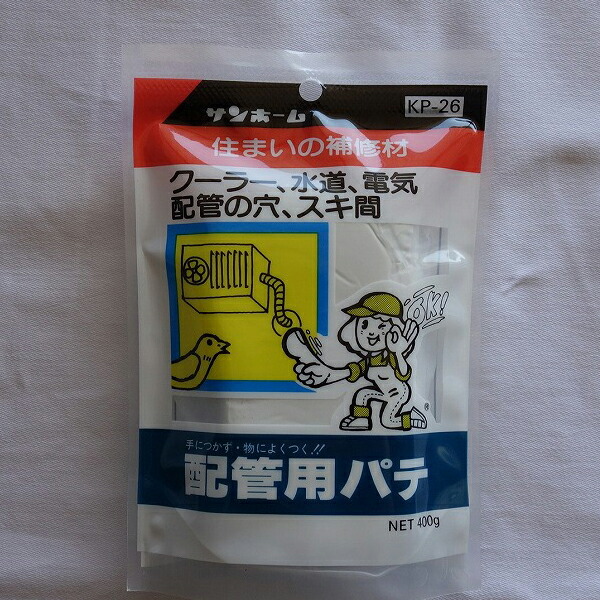 サンホーム
KP-26
住まいの補修材
クーラー、水道、電気
配管の穴、スキ間
OK!
®
手につかず・物によくつく!!
配管用パテ
NET 400g